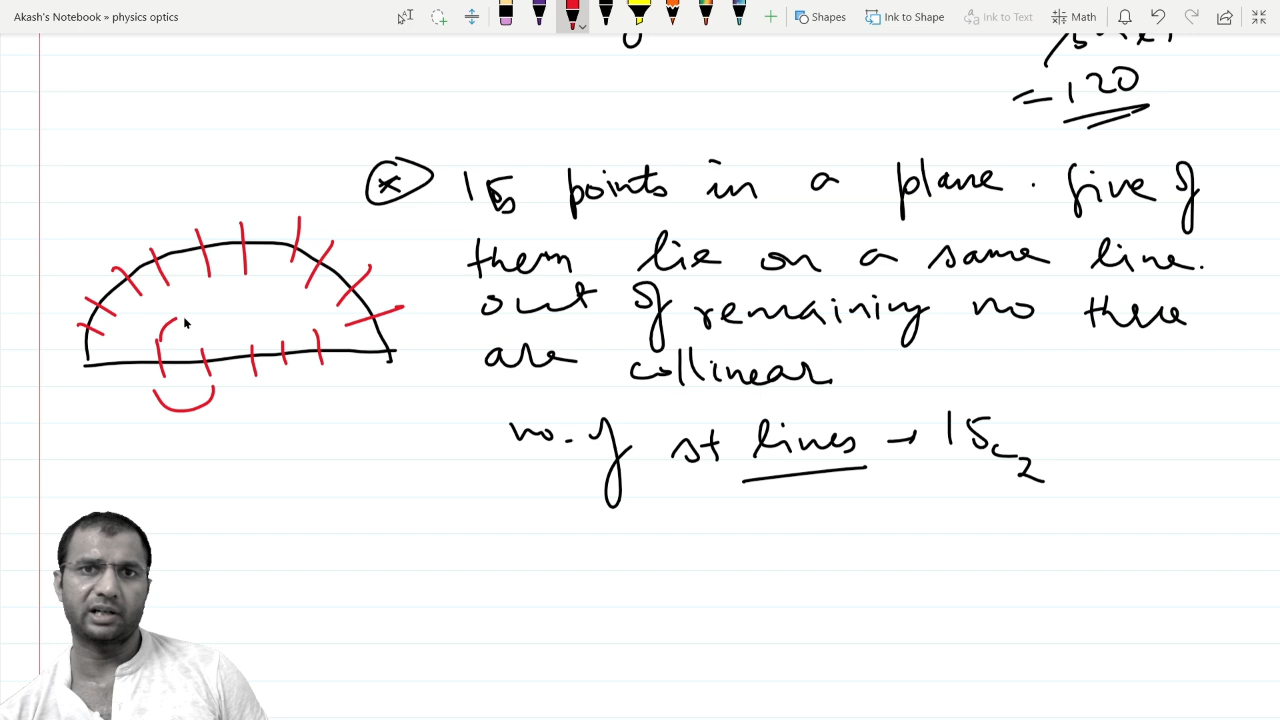 Akash's Notebook » physics optics
Shapes
Ink to Shape
Ink to Text
Math
= 120
15 points in a plane. five of
them lie on a same line.
out of remaining no three
are collinear
no. of st lines → 15c2